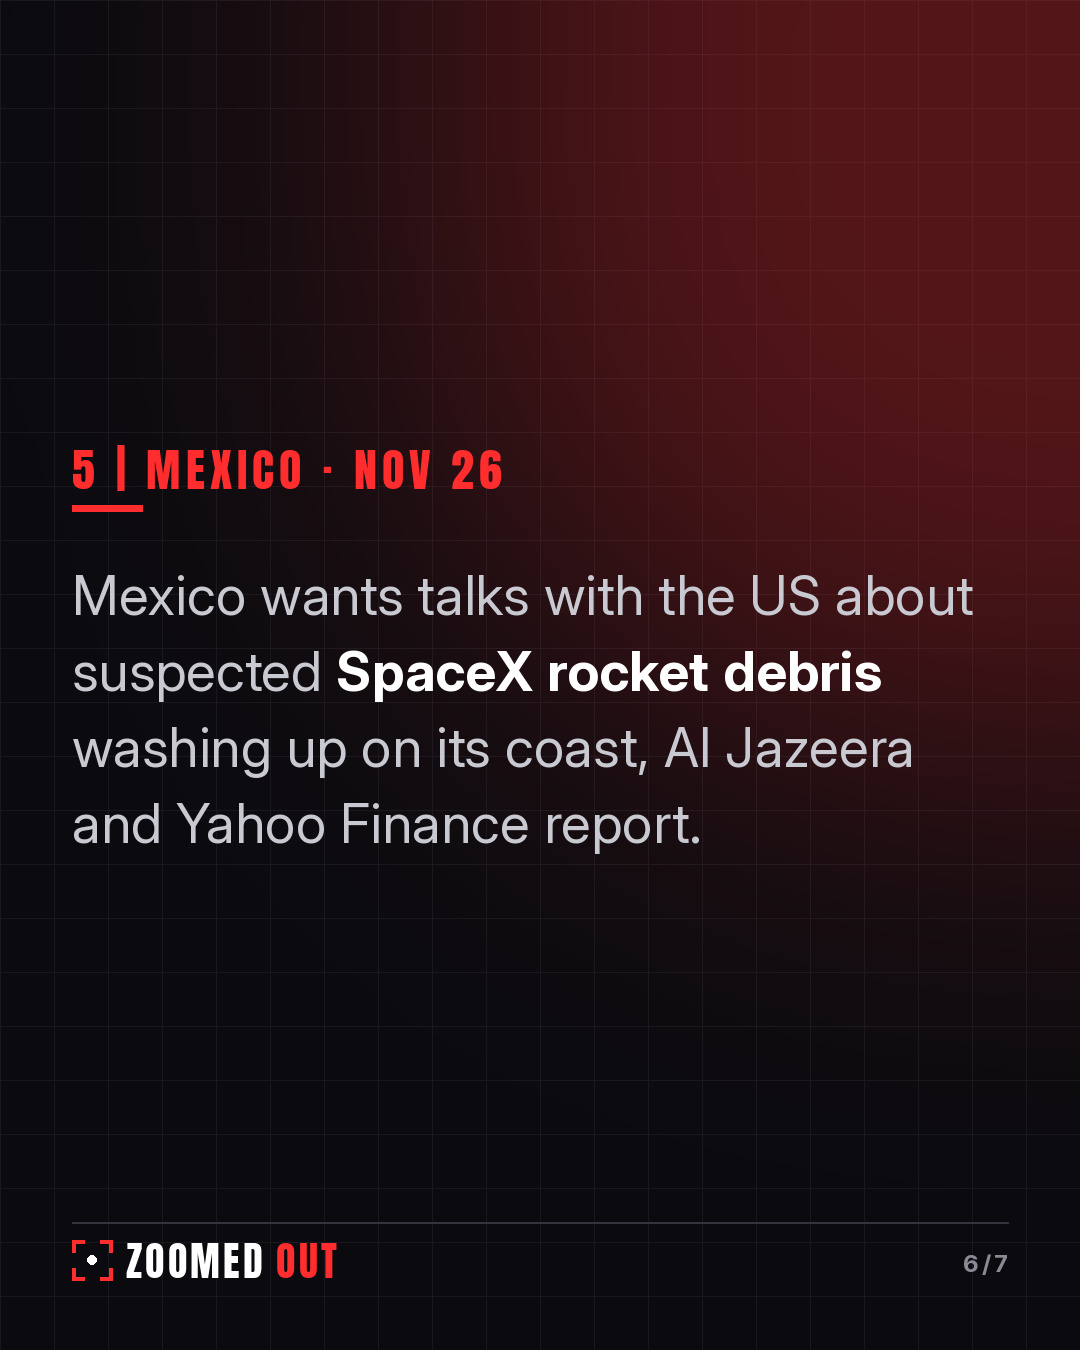 5 | MEXICO · NOV 26
Mexico wants talks with the US about
suspected SpaceX rocket debris
washing up on its coast, Al Jazeera
and Yahoo Finance report.
ZOOMED OUT
6/7